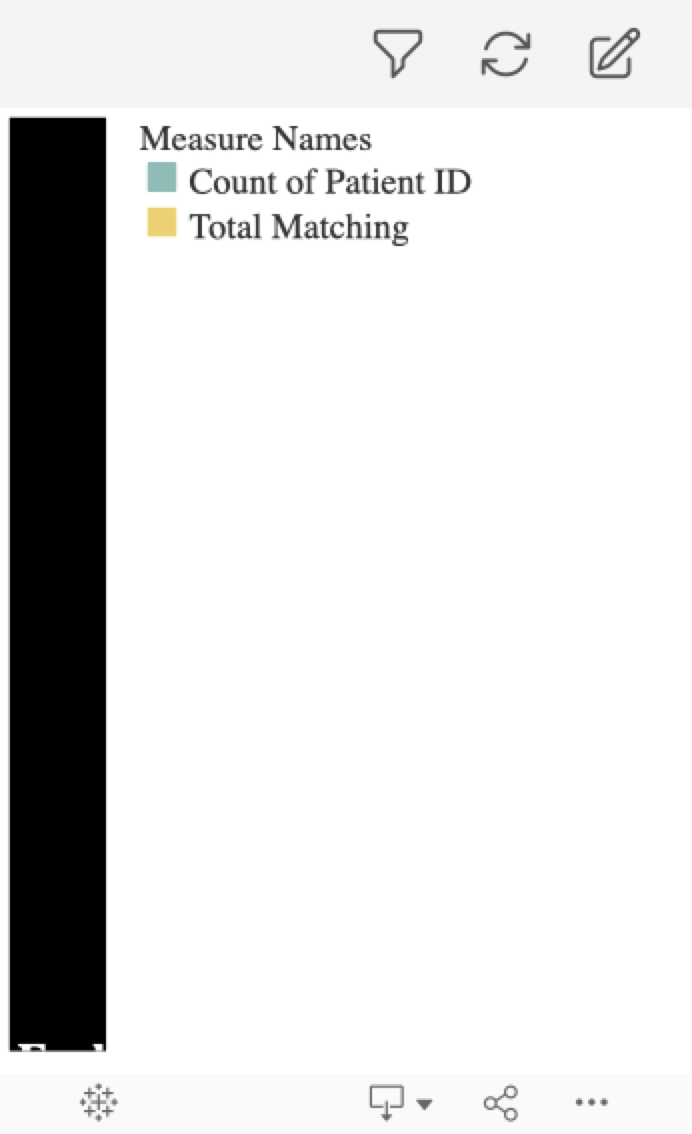 Measure Names
Count of Patient ID
Total Matching